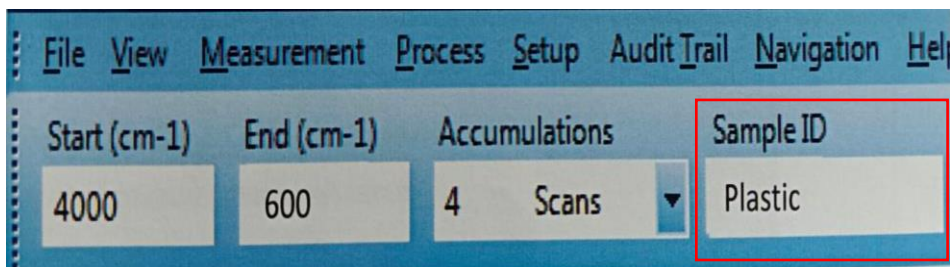 File View Measurement Process Setup Audit Trail Navigation Help
Start (cm-1) End (cm-1) Accumulations Sample ID
4000 600 4 Scans Plastic